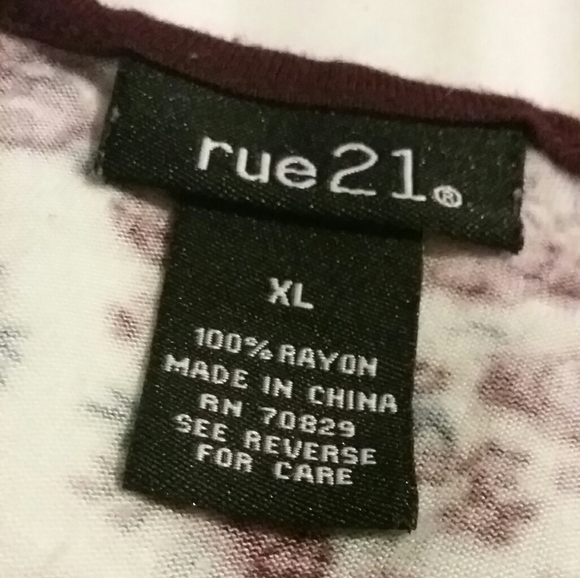 rue21®
XL
100% RAYON
MADE IN CHINA
RN 70829
SEE REVERSE
FOR CARE